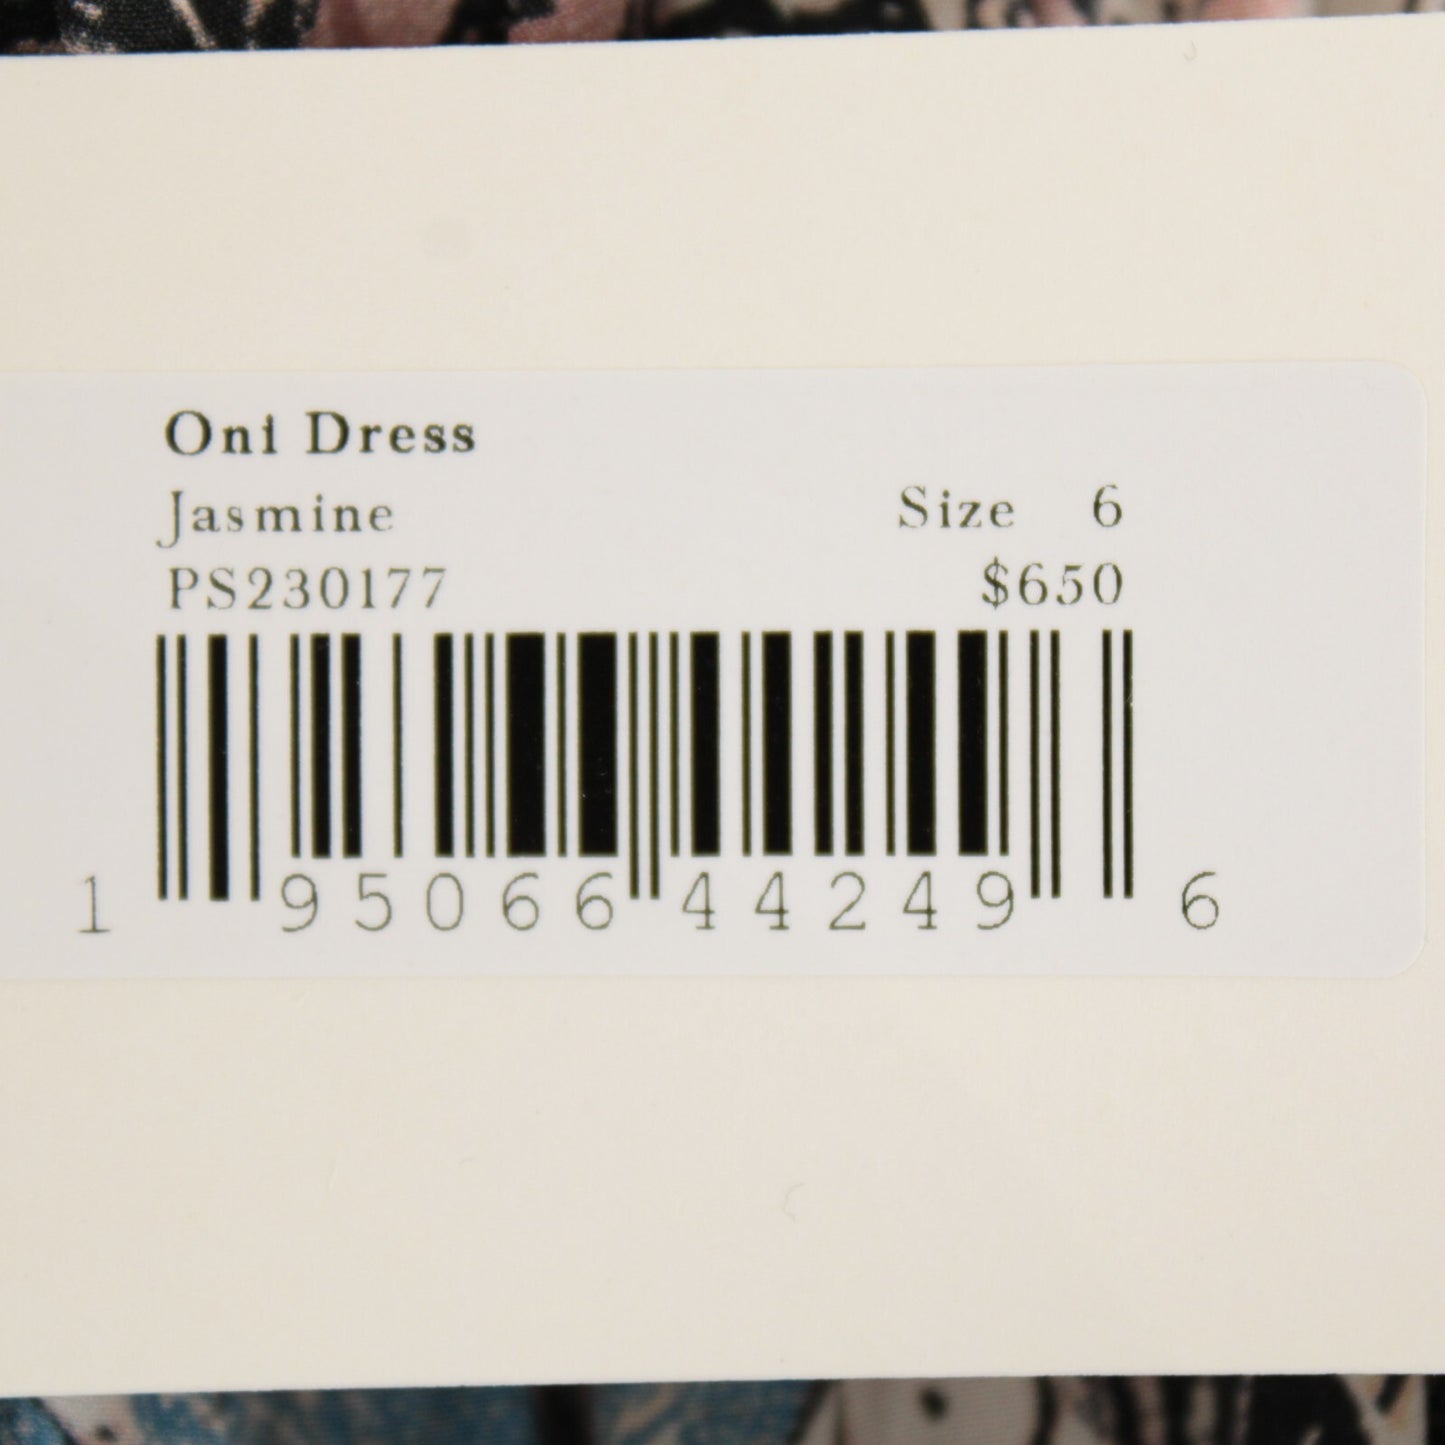 Oni Dress
Jasmine Size 6
PS230177 $650
1 95066 44249 6